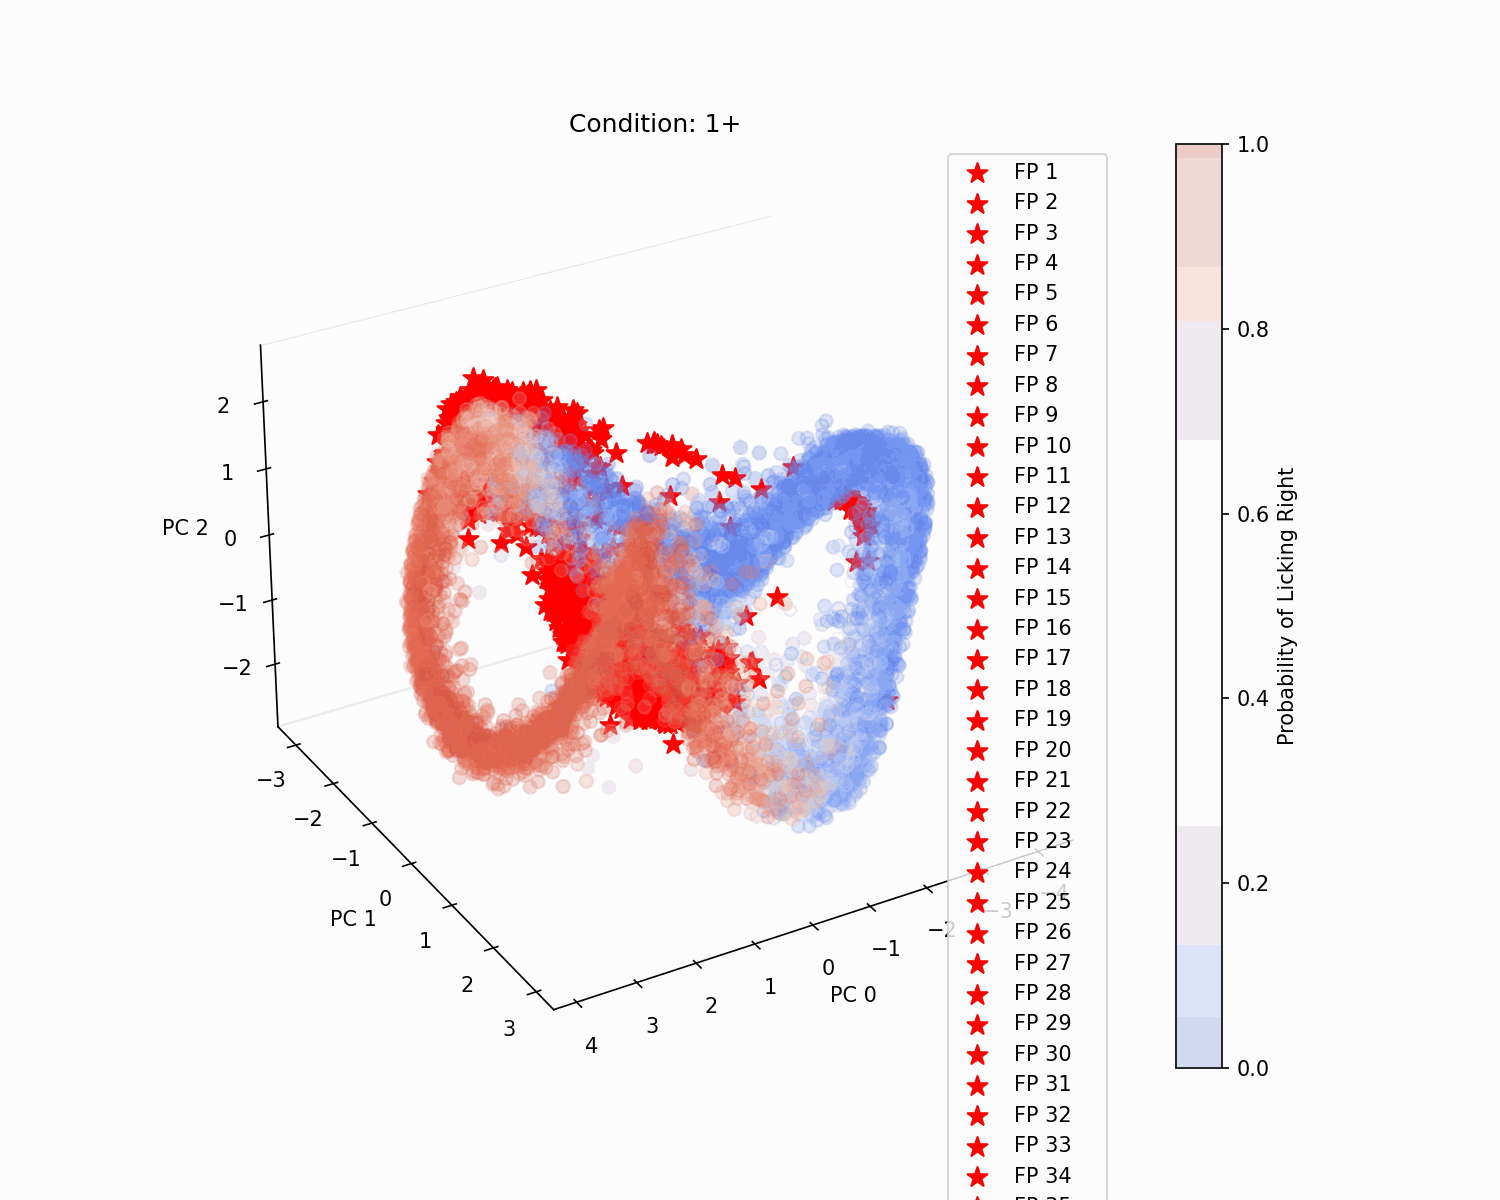 Condition: 1+
FP 1
FP 2
FP 3
FP 4
FP 5
FP 6
FP 7
FP 8
FP 9
FP 10
FP 11
FP 12
FP 13
FP 14
FP 15
FP 16
FP 17
FP 18
FP 19
FP 20
FP 21
FP 22
FP 23
FP 24
FP 25
FP 26
FP 27
FP 28
FP 29
FP 30
FP 31
FP 32
FP 33
FP 34
FP 35
1.0
0.8
0.6
0.4
0.2
0.0
Probability of Licking Right
2
1
0
−1
−2
PC 2
−3
−2
−1
0
1
2
3
PC 1
4
3
2
1
0
−1
−2
−3
−4
PC 0